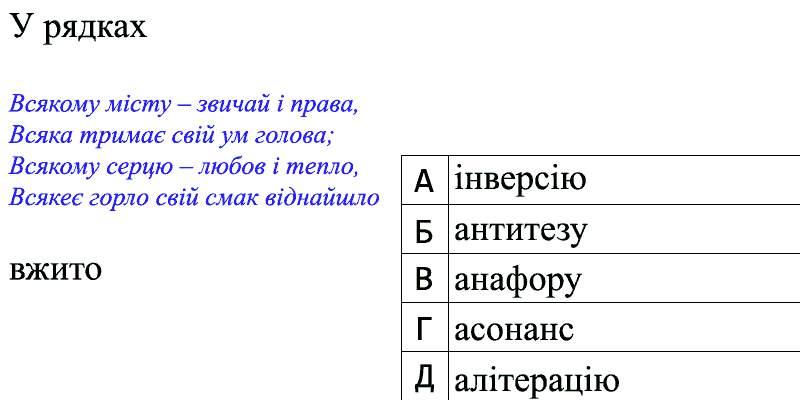 У рядках
Всякому місту – звичай і права,
Всяка тримає свій ум голова;
Всякому серцю – любов і тепло,
Всякеє горло свій смак віднайшло
вжито
А інверсію
Б антитезу
В анафору
Г асонанс
Д алітерацію